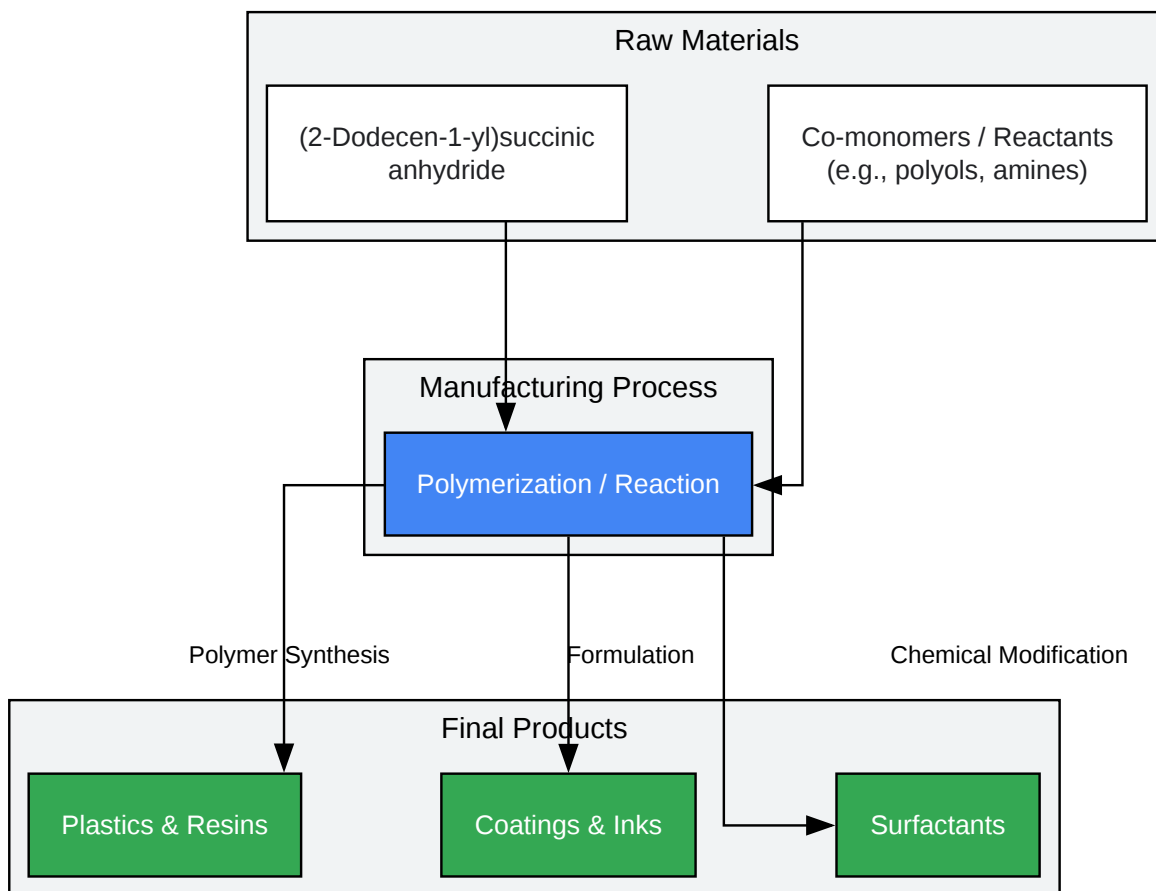 Raw Materials
(2-Dodecen-1-yl)succinic
anhydride
Co-monomers / Reactants
(e.g., polyols, amines)
Manufacturing Process
Polymerization / Reaction
Polymer Synthesis
Formulation
Chemical Modification
Final Products
Plastics & Resins
Coatings & Inks
Surfactants